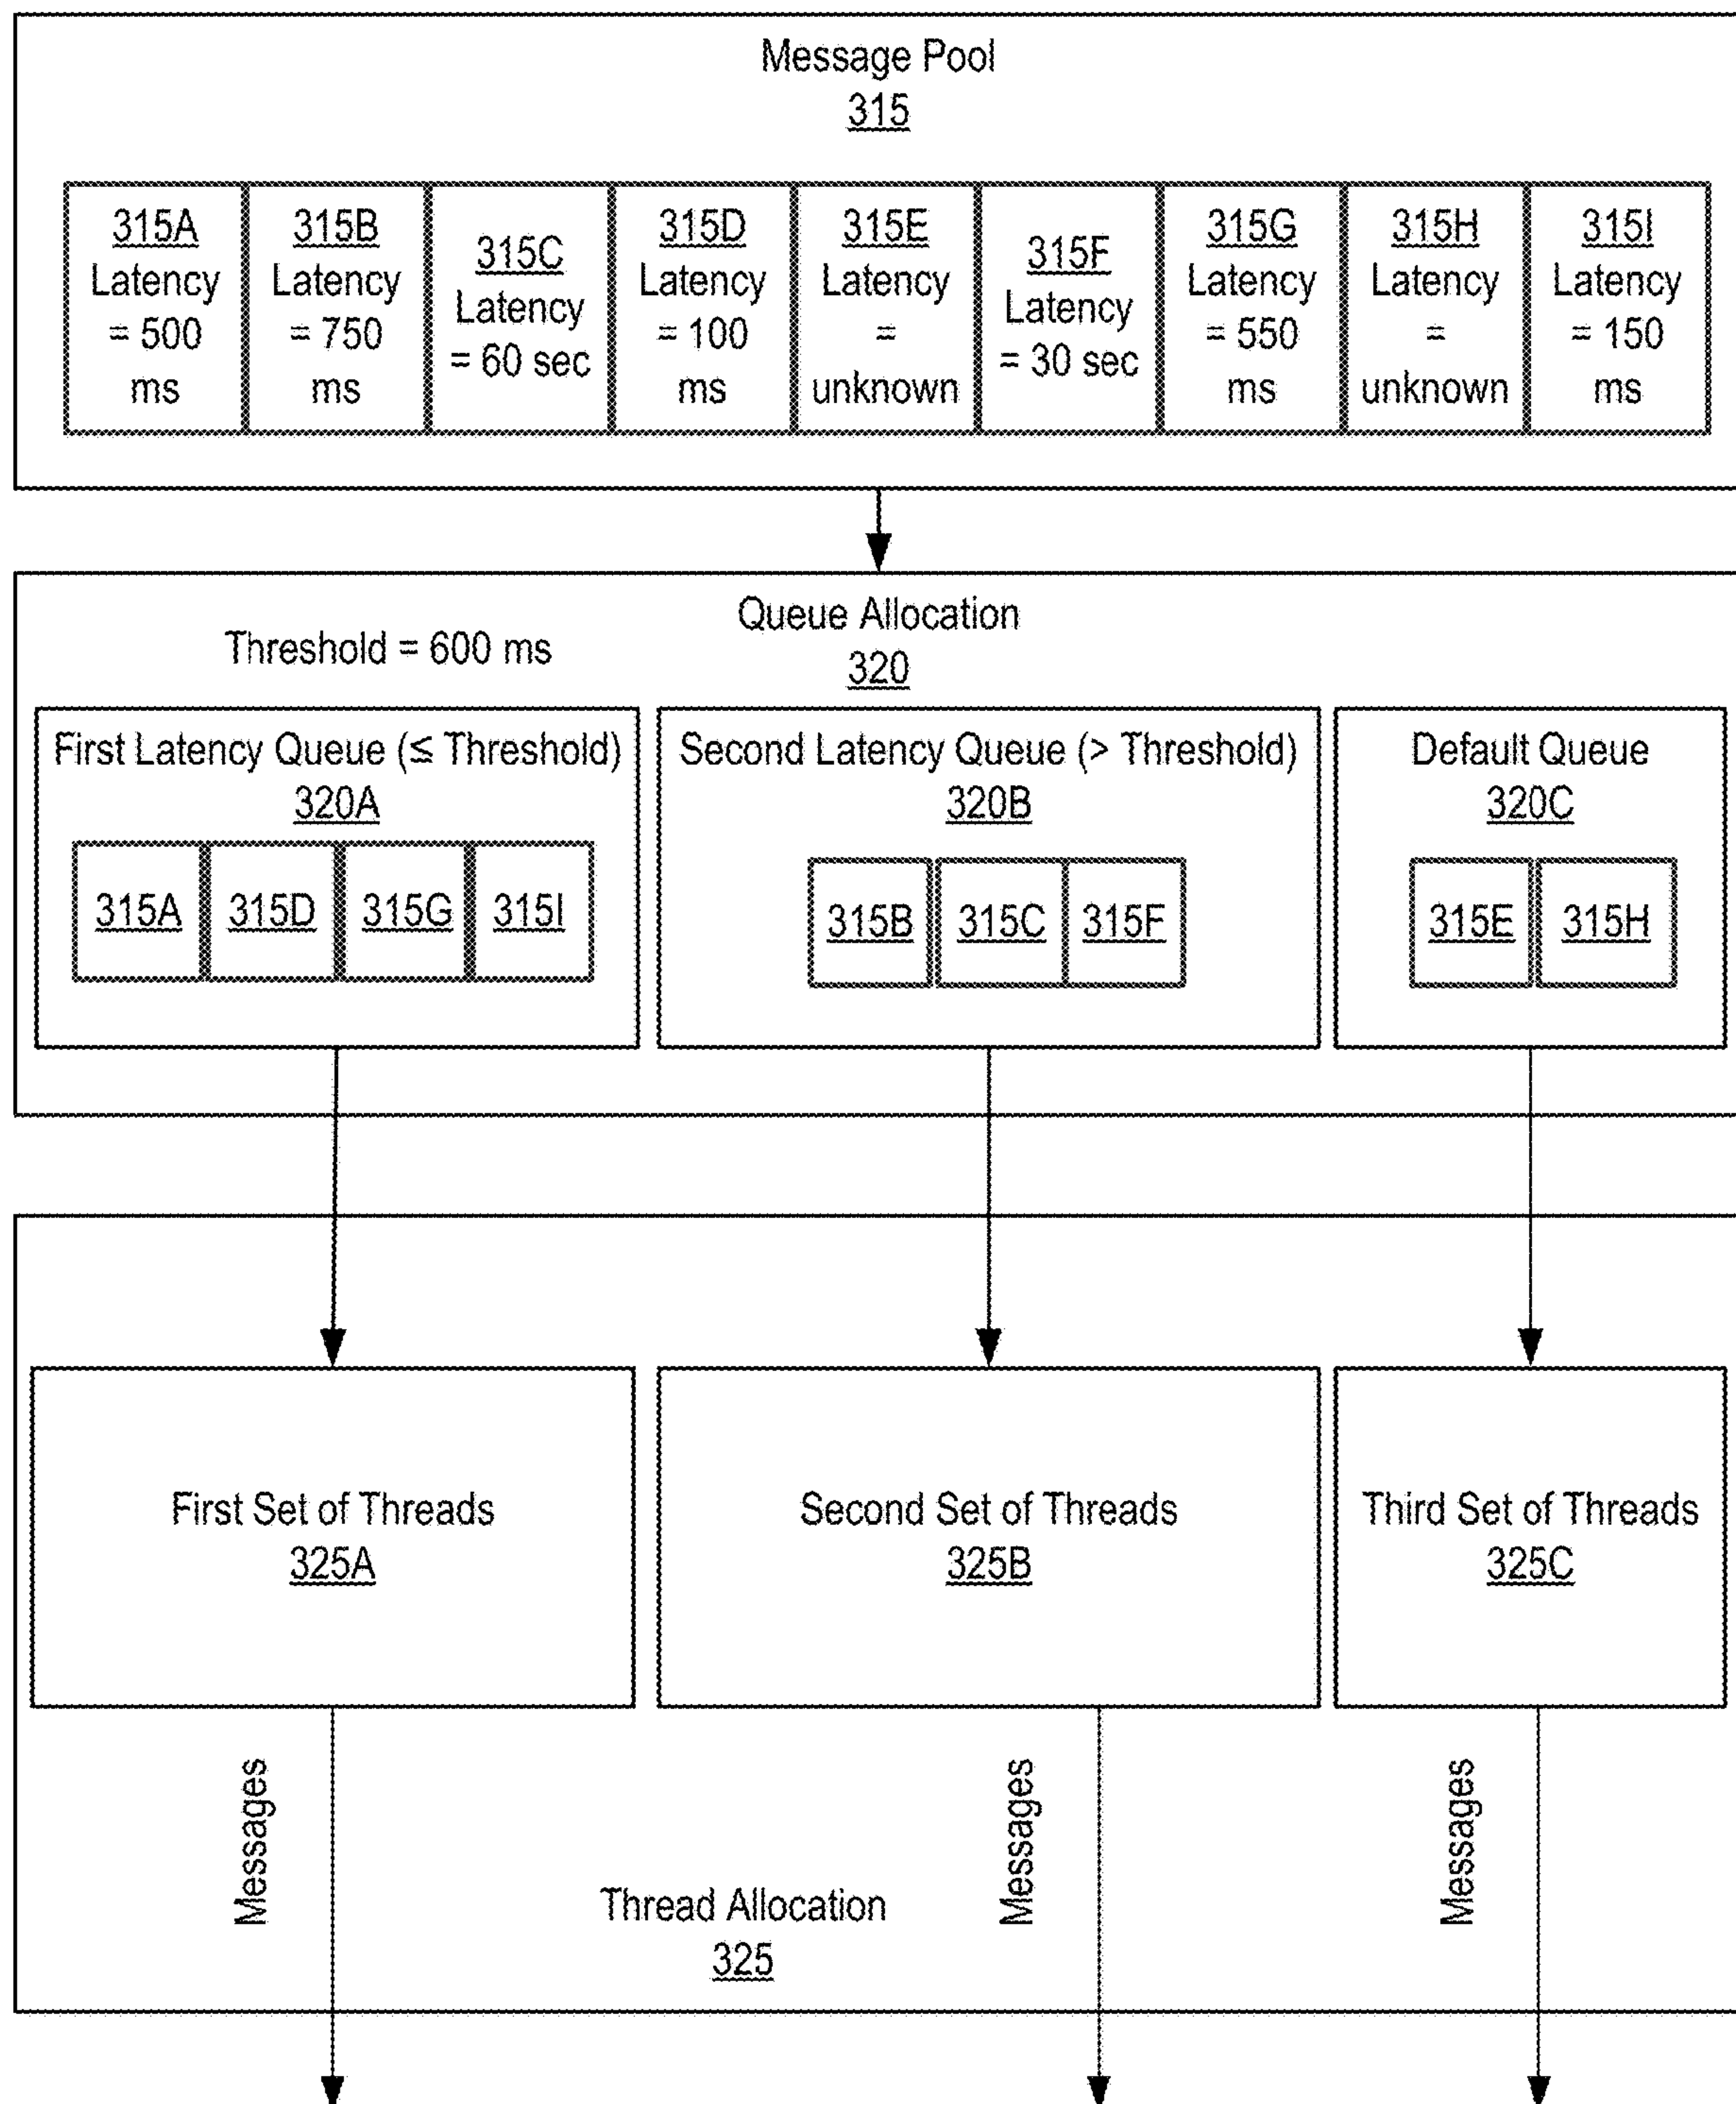 Message Pool
315
315A
Latency
= 500
ms
315B
Latency
= 750
ms
315C
Latency
= 60 sec
315D
Latency
= 100
ms
315E
Latency
=
unknown
315F
Latency
= 30 sec
315G
Latency
= 550
ms
315H
Latency
=
unknown
315I
Latency
= 150
ms
Queue Allocation
320
Threshold = 600 ms
First Latency Queue (≤ Threshold)
320A
315A 315D 315G 315I
Second Latency Queue (> Threshold)
320B
315B 315C 315F
Default Queue
320C
315E 315H
First Set of Threads
325A
Second Set of Threads
325B
Third Set of Threads
325C
Messages
Messages
Messages
Thread Allocation
325